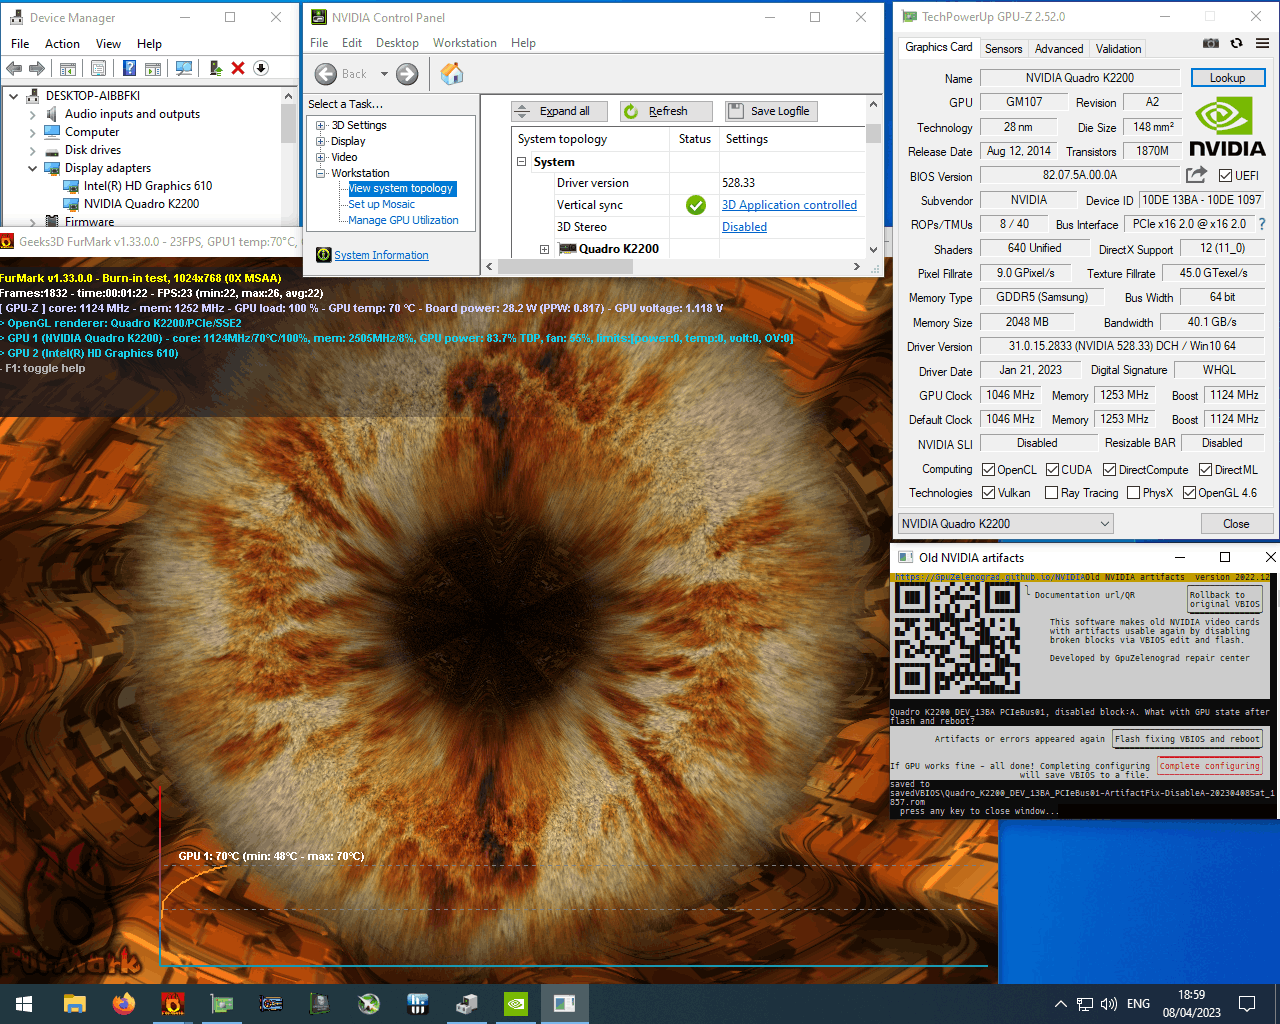 Device Manager
File Action View Help
DESKTOP-AIBBFKI
Audio inputs and outputs
Computer
Disk drives
Display adapters
Intel(R) HD Graphics 610
NVIDIA Quadro K2200
Firmware
NVIDIA Control Panel
File Edit Desktop Workstation Help
Back
Select a Task...
3D Settings
Display
Video
Workstation
View system topology
Set up Mosaic
Manage GPU Utilization
System Information
Expand all Refresh Save Logfile
System topology Status Settings
System
Driver version 528.33
Vertical sync 3D Application controlled
3D Stereo Disabled
Quadro K2200
TechPowerUp GPU-Z 2.52.0
Graphics Card Sensors Advanced Validation
Name NVIDIA Quadro K2200 Lookup
GPU GM107 Revision A2
Technology 28 nm Die Size 148 mm²
Release Date Aug 12, 2014 Transistors 1870M
NVIDIA
BIOS Version 82.07.5A.00.0A UEFI
Subvendor NVIDIA Device ID 10DE 13BA - 10DE 1097
ROPs/TMUs 8 / 40 Bus Interface PCIe x16 2.0 @ x16 2.0 ?
Shaders 640 Unified DirectX Support 12 (11_0)
Pixel Fillrate 9.0 GPixel/s Texture Fillrate 45.0 GTexel/s
Memory Type GDDR5 (Samsung) Bus Width 64 bit
Memory Size 2048 MB Bandwidth 40.1 GB/s
Driver Version 31.0.15.2833 (NVIDIA 528.33) DCH / Win10 64
Driver Date Jan 21, 2023 Digital Signature WHQL
GPU Clock 1046 MHz Memory 1253 MHz Boost 1124 MHz
Default Clock 1046 MHz Memory 1253 MHz Boost 1124 MHz
NVIDIA SLI Disabled Resizable BAR Disabled
Computing OpenCL CUDA DirectCompute DirectML
Technologies Vulkan Ray Tracing PhysX OpenGL 4.6
NVIDIA Quadro K2200 Close
Geeks3D FurMark v1.33.0.0 - 23FPS, GPU1 temp:70°C,
FurMark v1.33.0.0 - Burn-in test, 1024x768 (0X MSAA)
Frames:1832 - time:00:01:22 - FPS:23 (min:22, max:26, avg:22)
[ GPU-Z ] core: 1124 MHz - mem: 1252 MHz - GPU load: 100 % - GPU temp: 70 °C - Board power: 28.2 W (PPW: 0.817) - GPU voltage: 1.118 V
> OpenGL renderer: Quadro K2200/PCIe/SSE2
> GPU 1 (NVIDIA Quadro K2200) - core: 1124MHz/70°C/100%, mem: 2505MHz/8%, GPU power: 83.7% TDP, fan: 55%, limits:[power:0, temp:0, volt:0, OV:0]
> GPU 2 (Intel(R) HD Graphics 610)
- F1: toggle help
GPU 1: 70°C (min: 48°C - max: 70°C)
FurMark
Old NVIDIA artifacts
https://GpuZelenograd.github.io/NVIDIAOld NVIDIA artifacts version 2022.12
Documentation url/QR
Rollback to
original VBIOS
This software makes old NVIDIA video cards
with artifacts usable again by disabling
broken blocks via VBIOS edit and flash.
Developed by GpuZelenograd repair center
Quadro K2200 DEV_13BA PCIeBus01, disabled block:A. What with GPU state after
flash and reboot?
Artifacts or errors appeared again Flash fixing VBIOS and reboot
If GPU works fine - all done! Completing configuring
will save VBIOS to a file.
Complete configuring
saved to
savedVBIOS\Quadro_K2200_DEV_13BA_PCIeBus01-ArtifactFix-DisableA-20230408Sat_1
857.rom
press any key to close window...
ENG
18:59
08/04/2023